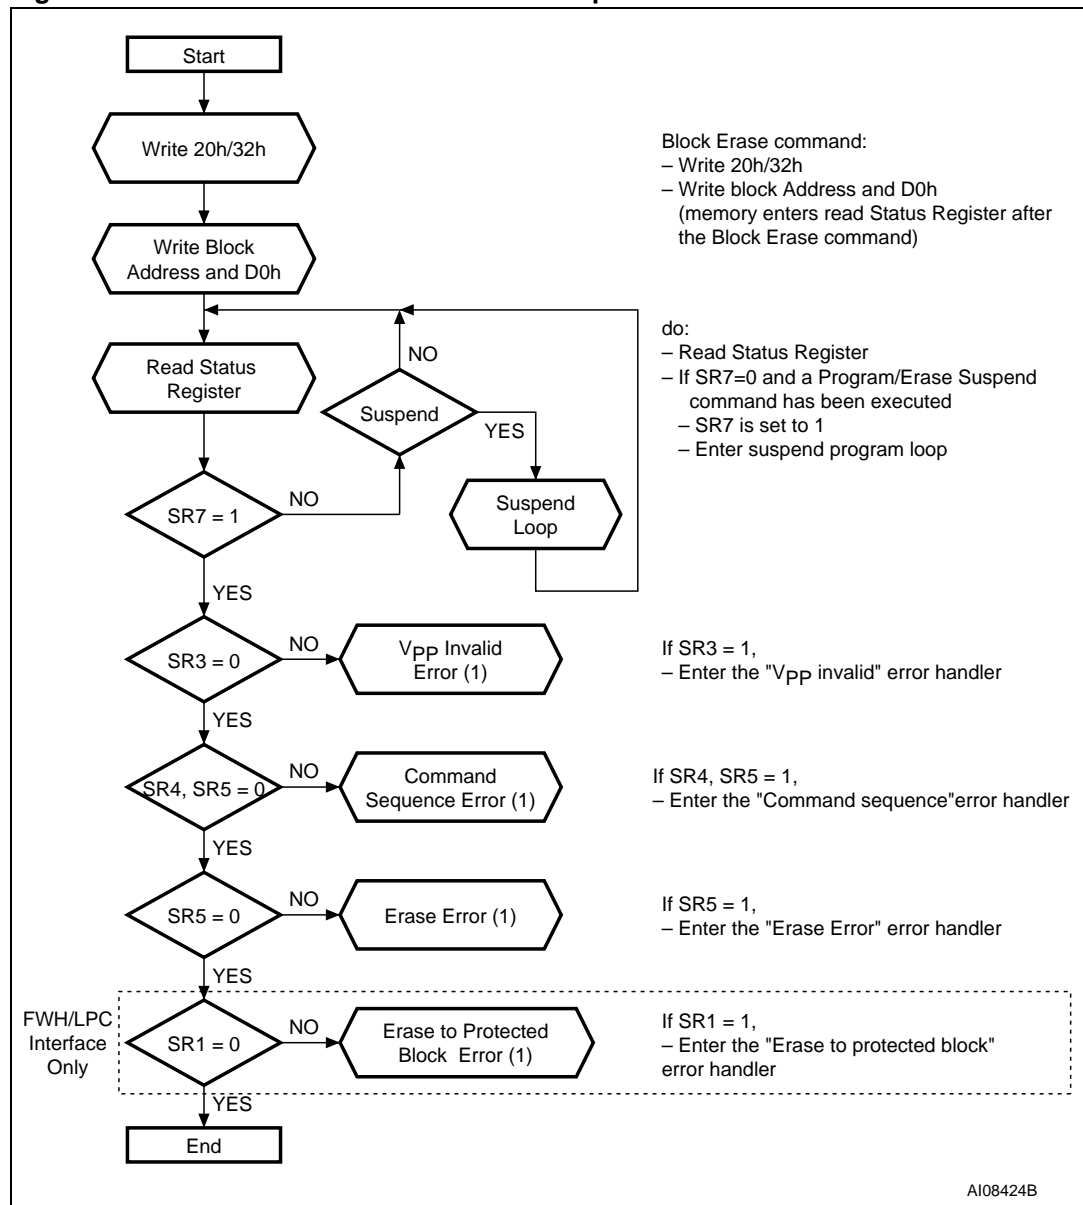 Start
Write 20h/32h
Block Erase command:
– Write 20h/32h
– Write block Address and D0h
(memory enters read Status Register after
the Block Erase command)
Write Block
Address and D0h
do:
– Read Status Register
– If SR7=0 and a Program/Erase Suspend
command has been executed
– SR7 is set to 1
– Enter suspend program loop
Read Status
Register
NO
Suspend
YES
Suspend
Loop
SR7 = 1
NO
YES
SR3 = 0
NO
VPP Invalid
Error (1)
If SR3 = 1,
– Enter the "VPP invalid" error handler
YES
SR4, SR5 = 0
NO
Command
Sequence Error (1)
If SR4, SR5 = 1,
– Enter the "Command sequence"error handler
YES
SR5 = 0
NO
Erase Error (1)
If SR5 = 1,
– Enter the "Erase Error" error handler
YES
FWH/LPC
Interface
Only
SR1 = 0
NO
Erase to Protected
Block Error (1)
If SR1 = 1,
– Enter the "Erase to protected block"
error handler
YES
End
AI08424B